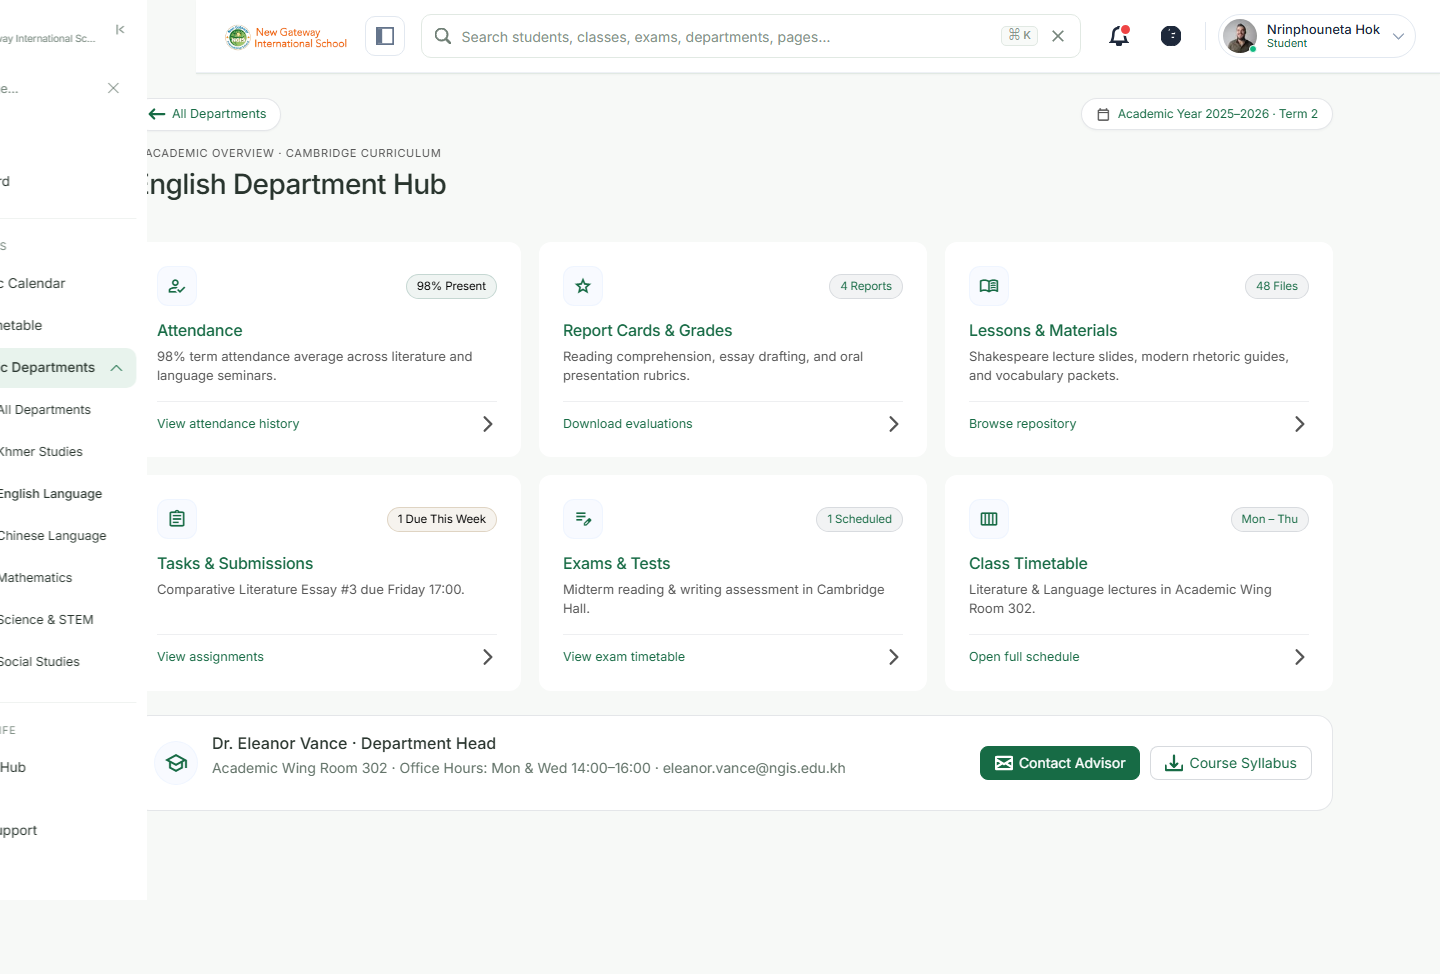 New Gateway
International School
Search students, classes, exams, departments, pages...
⌘ K
Nrinphouneta Hok
Student
way International Sc...
e...
rd
S
c Calendar
netable
c Departments
All Departments
Khmer Studies
English Language
Chinese Language
Mathematics
Science & STEM
Social Studies
IFE
Hub
upport
All Departments
Academic Year 2025–2026 · Term 2
ACADEMIC OVERVIEW · CAMBRIDGE CURRICULUM
English Department Hub
98% Present
Attendance
98% term attendance average across literature and
language seminars.
View attendance history
4 Reports
Report Cards & Grades
Reading comprehension, essay drafting, and oral
presentation rubrics.
Download evaluations
48 Files
Lessons & Materials
Shakespeare lecture slides, modern rhetoric guides,
and vocabulary packets.
Browse repository
1 Due This Week
Tasks & Submissions
Comparative Literature Essay #3 due Friday 17:00.
View assignments
1 Scheduled
Exams & Tests
Midterm reading & writing assessment in Cambridge
Hall.
View exam timetable
Mon – Thu
Class Timetable
Literature & Language lectures in Academic Wing
Room 302.
Open full schedule
Dr. Eleanor Vance · Department Head
Academic Wing Room 302 · Office Hours: Mon & Wed 14:00–16:00 · eleanor.vance@ngis.edu.kh
Contact Advisor
Course Syllabus